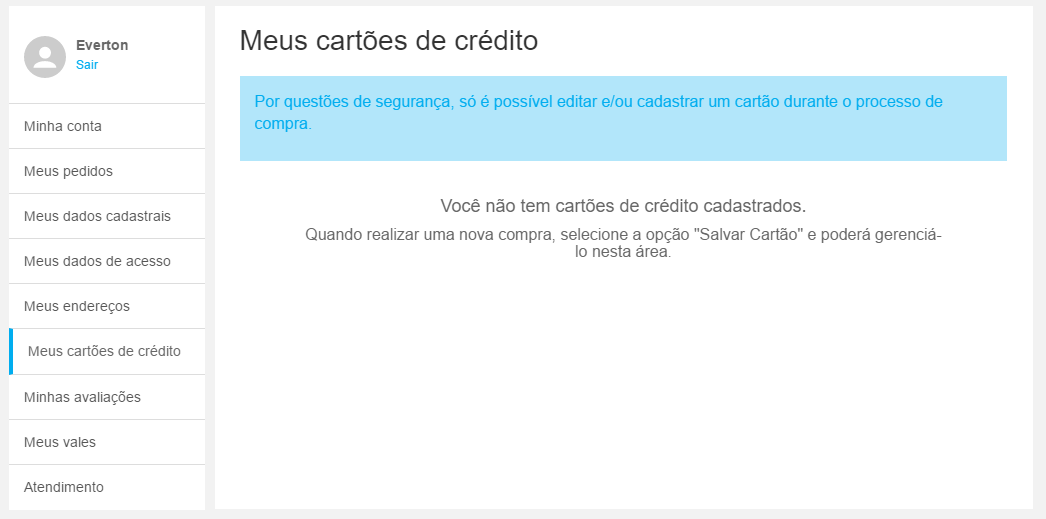 Everton
Sair
Minha conta
Meus pedidos
Meus dados cadastrais
Meus dados de acesso
Meus endereços
Meus cartões de crédito
Minhas avaliações
Meus vales
Atendimento
Meus cartões de crédito
Por questões de segurança, só é possível editar e/ou cadastrar um cartão durante o processo de
compra.
Você não tem cartões de crédito cadastrados.
Quando realizar uma nova compra, selecione a opção "Salvar Cartão" e poderá gerenciá-
lo nesta área.